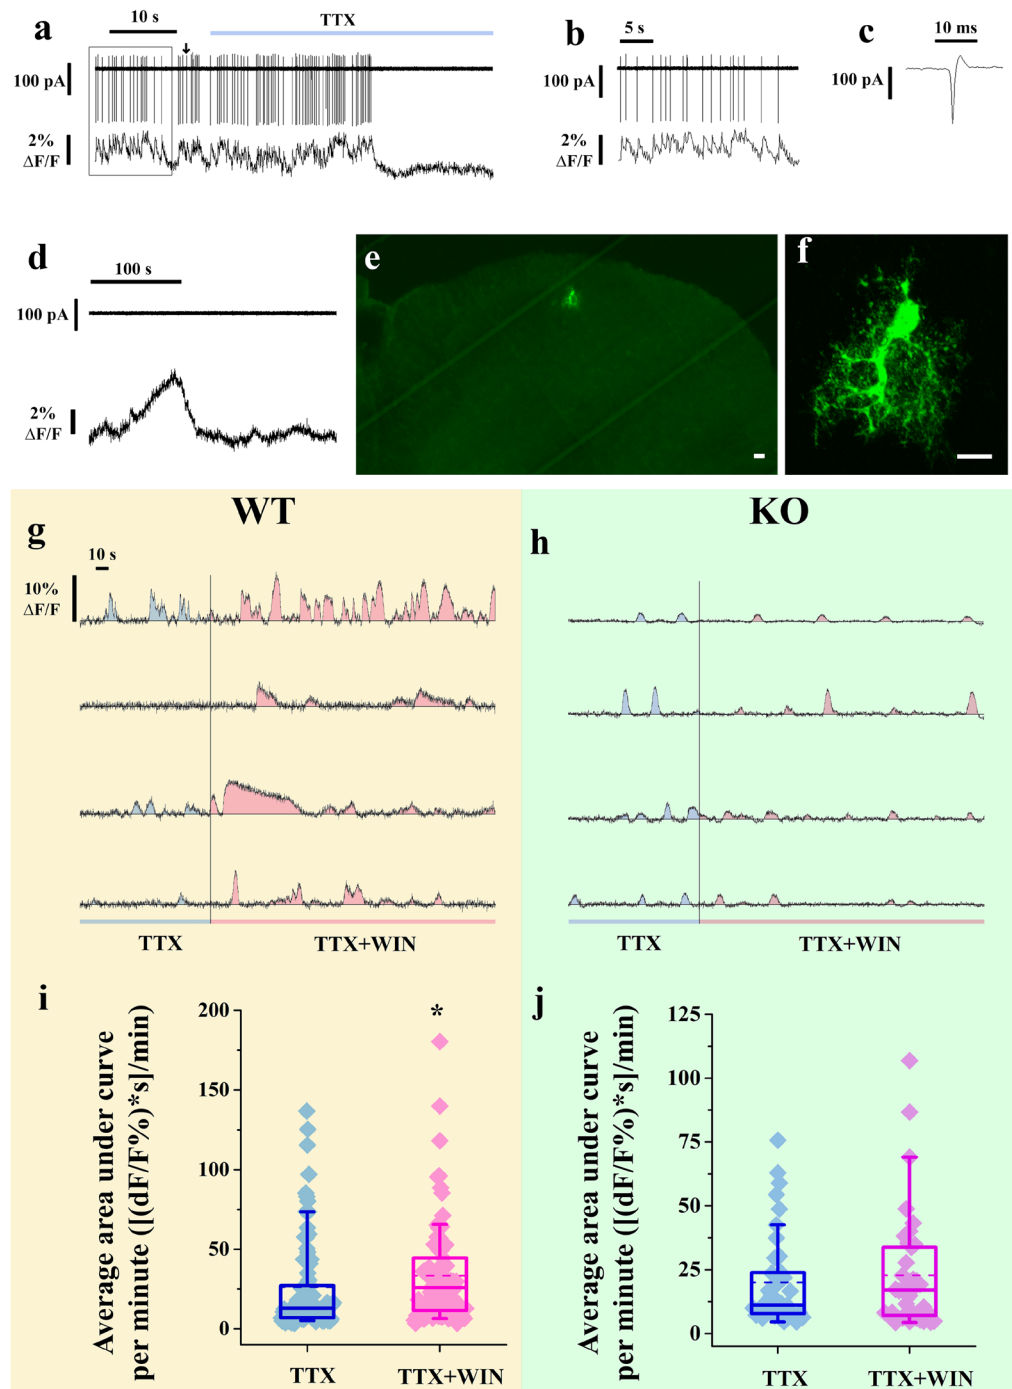 a
10 s
TTX
100 pA
2%
ΔF/F
b
5 s
100 pA
2%
ΔF/F
c
10 ms
100 pA
d
100 s
100 pA
2%
ΔF/F
e
f
WT
g
10 s
10%
ΔF/F
TTX
TTX+WIN
KO
h
TTX
TTX+WIN
i
Average area under curve
per minute ([(dF/F%)*s]/min)
200
150
100
50
0
*
TTX
TTX+WIN
j
Average area under curve
per minute ([(dF/F%)*s]/min)
125
100
75
50
25
0
TTX
TTX+WIN